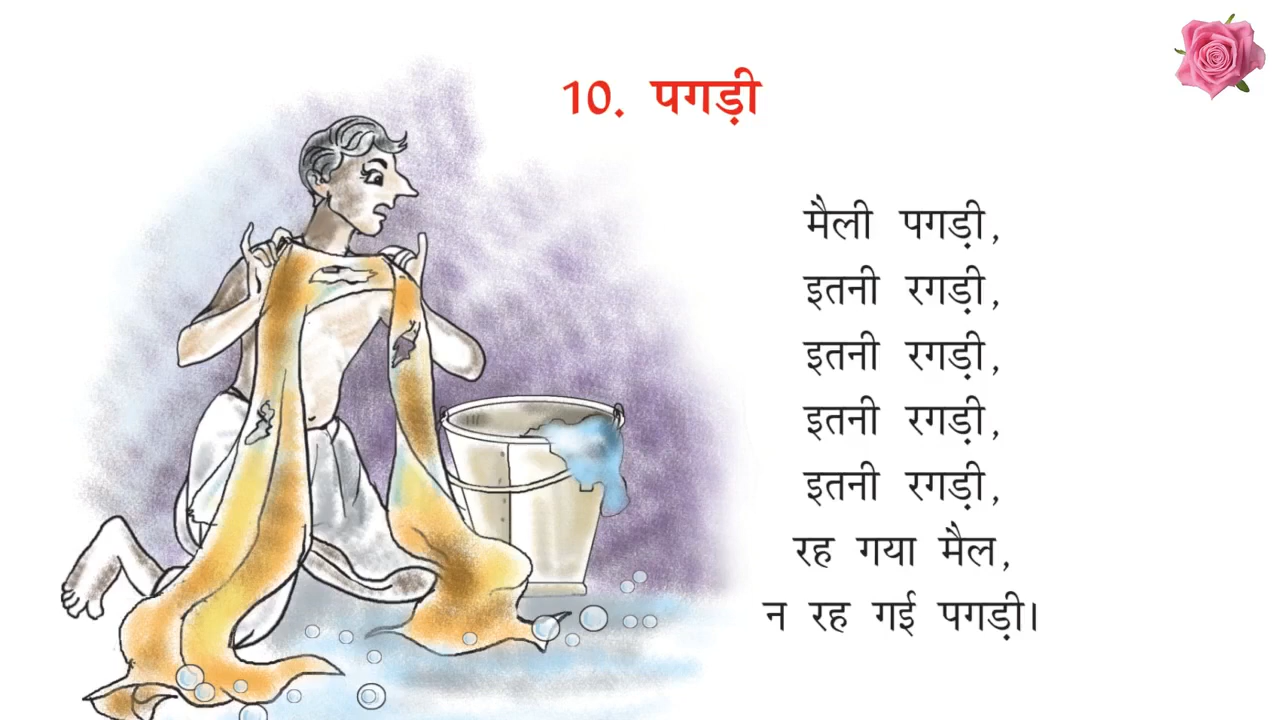 10. पगड़ी
मैली पगड़ी,
इतनी रगड़ी,
इतनी रगड़ी,
इतनी रगड़ी,
इतनी रगड़ी,
रह गया मैल,
न रह गई पगड़ी।